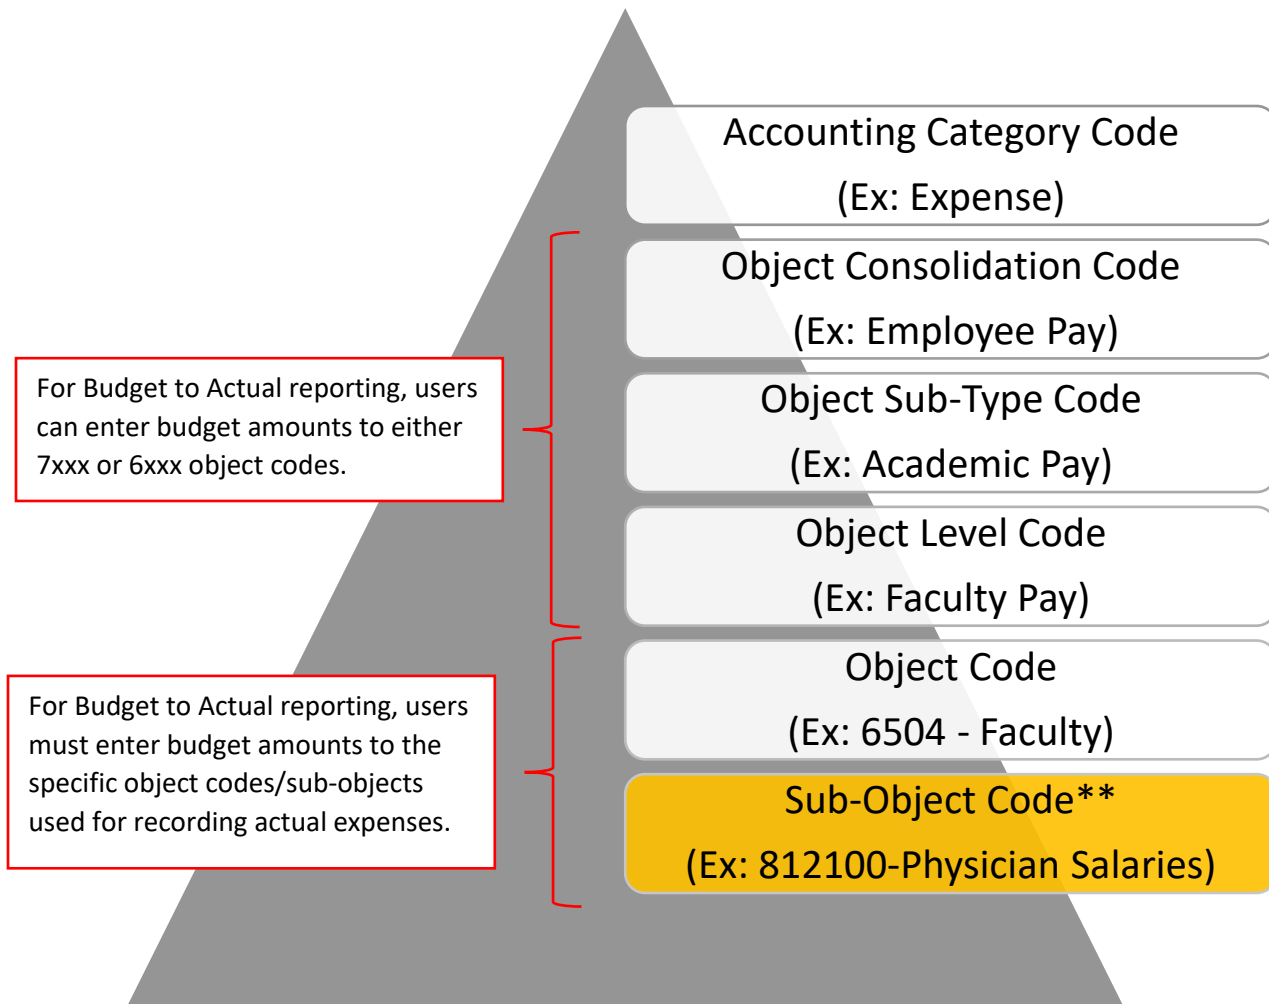 Accounting Category Code
(Ex: Expense)
Object Consolidation Code
(Ex: Employee Pay)
Object Sub-Type Code
(Ex: Academic Pay)
Object Level Code
(Ex: Faculty Pay)
Object Code
(Ex: 6504 - Faculty)
Sub-Object Code**
(Ex: 812100-Physician Salaries)
For Budget to Actual reporting, users
can enter budget amounts to either
7xxx or 6xxx object codes.
For Budget to Actual reporting, users
must enter budget amounts to the
specific object codes/sub-objects
used for recording actual expenses.